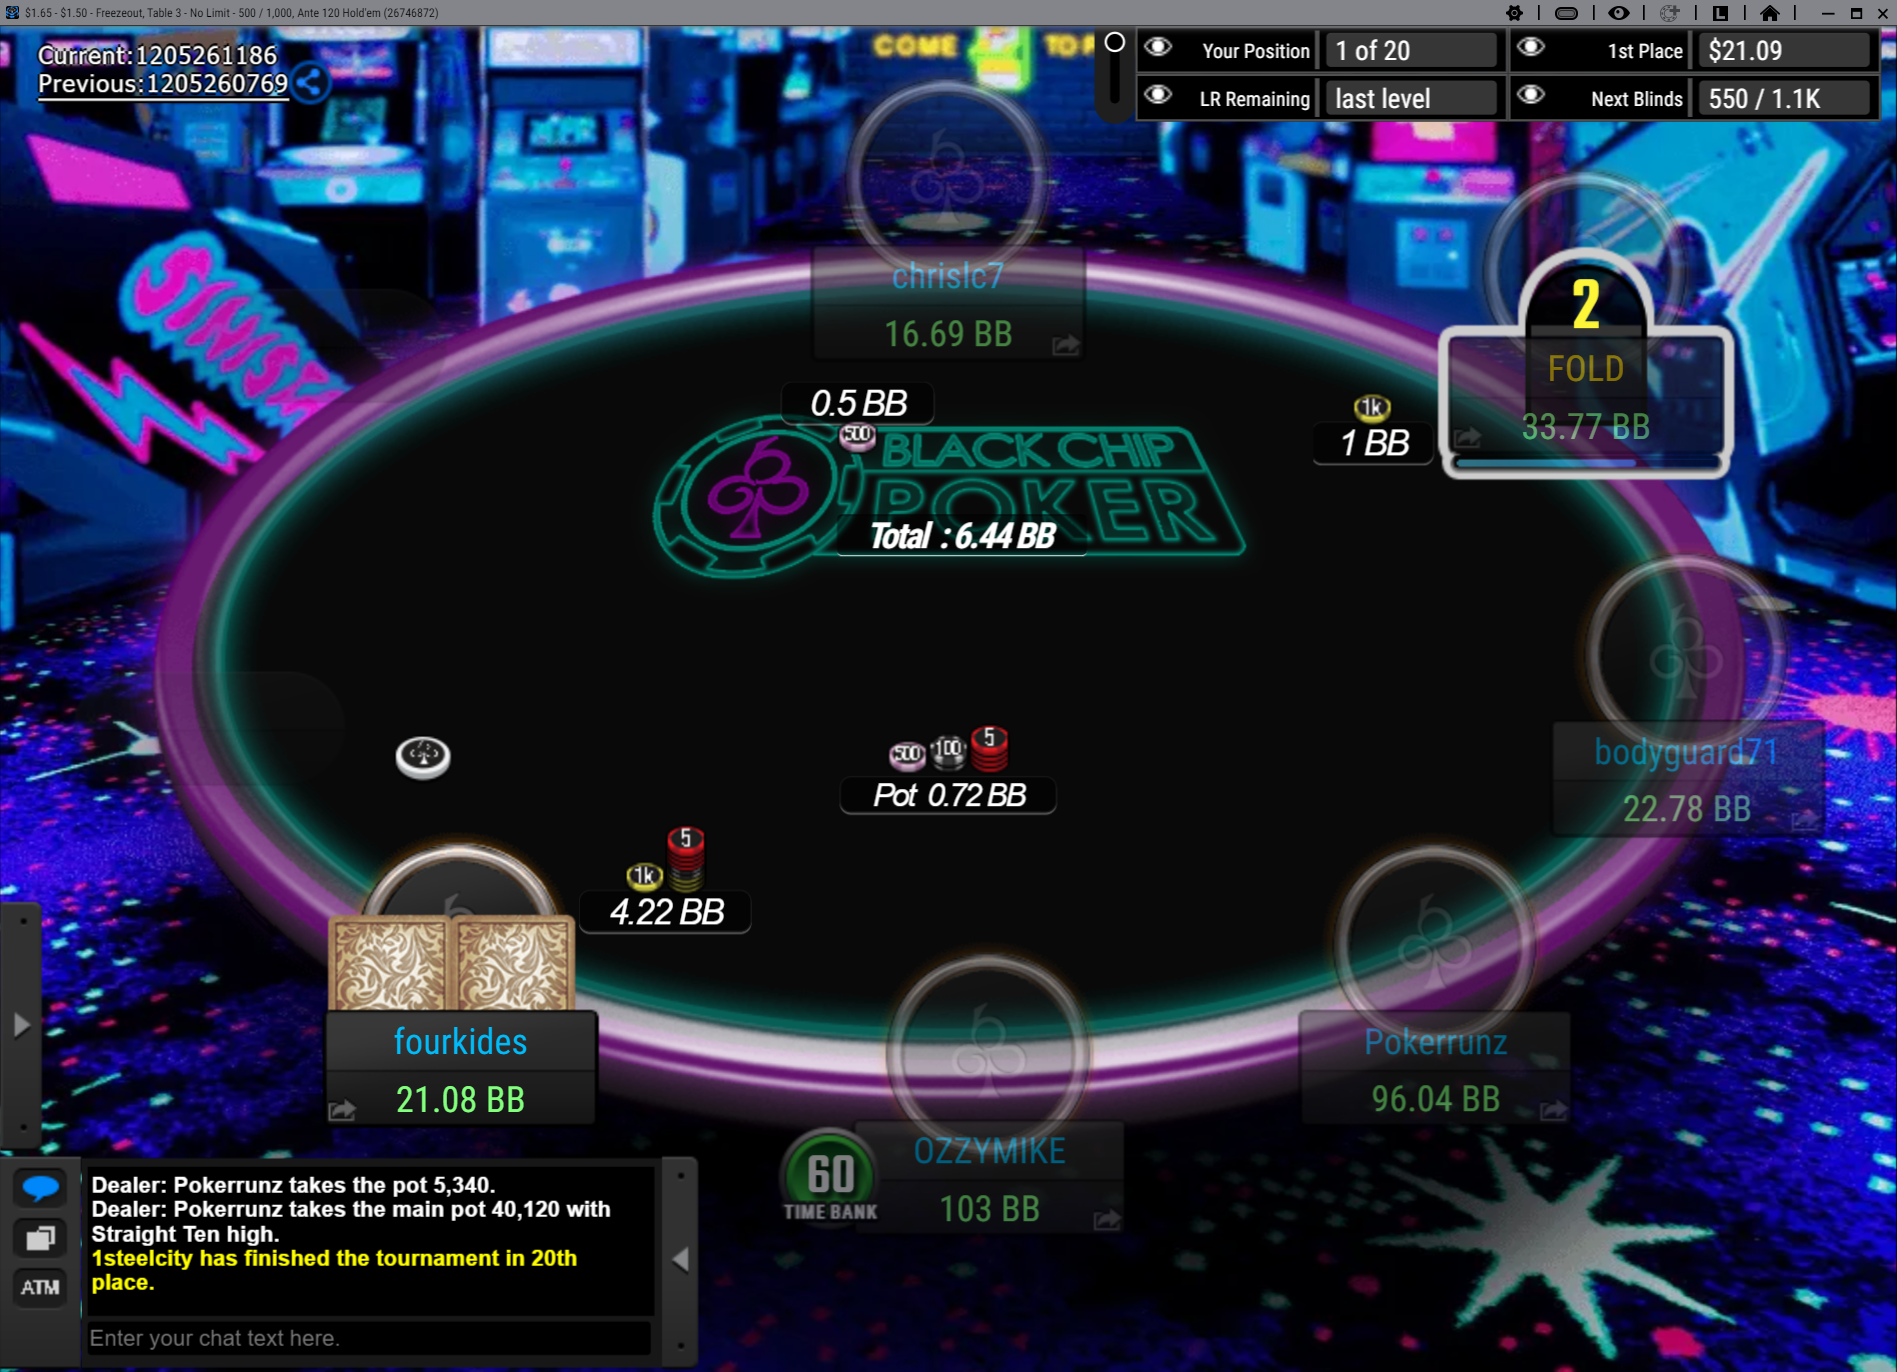 $1.65 - $1.50 - Freezeout, Table 3 - No Limit - 500 / 1,000, Ante 120 Hold'em (26746872)
L
Current:1205261186
Previous:1205260769
COME
Your Position
1 of 20
1st Place
$21.09
LR Remaining
last level
Next Blinds
550 / 1.1K
chrislc7
16.69 BB
2
FOLD
33.77 BB
0.5 BB
500
1k
1 BB
BLACK CHIP
POKER
Total : 6.44 BB
bodyguard71
22.78 BB
500
100
5
Pot 0.72 BB
5
1k
4.22 BB
fourkides
21.08 BB
Pokerrunz
96.04 BB
60
TIME BANK
OZZYMIKE
103 BB
Dealer: Pokerrunz takes the pot 5,340.
Dealer: Pokerrunz takes the main pot 40,120 with
Straight Ten high.
1steelcity has finished the tournament in 20th
place.
ATM
Enter your chat text here.